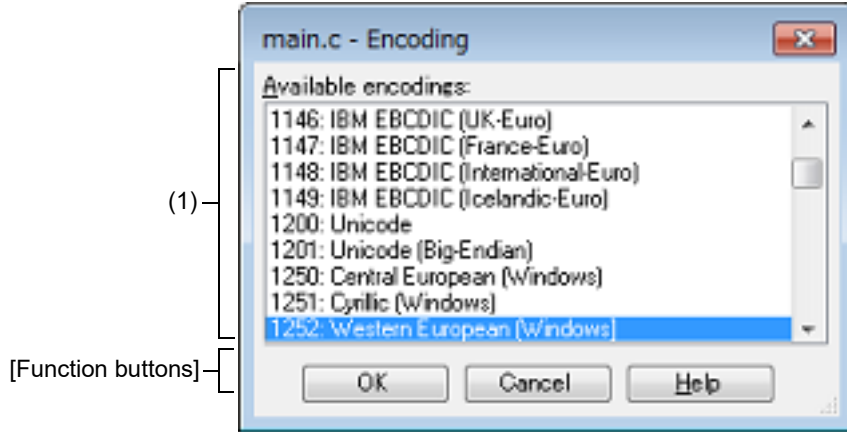 main.c - Encoding
Available encodings:
1146: IBM EBCDIC (UK-Euro)
1147: IBM EBCDIC (France-Euro)
1148: IBM EBCDIC (International-Euro)
1149: IBM EBCDIC (Icelandic-Euro)
(1)
1200: Unicode
1201: Unicode (Big-Endian)
1250: Central European (Windows)
1251: Cyrillic (Windows)
1252: Western European (Windows)
[Function buttons]
OK Cancel Help